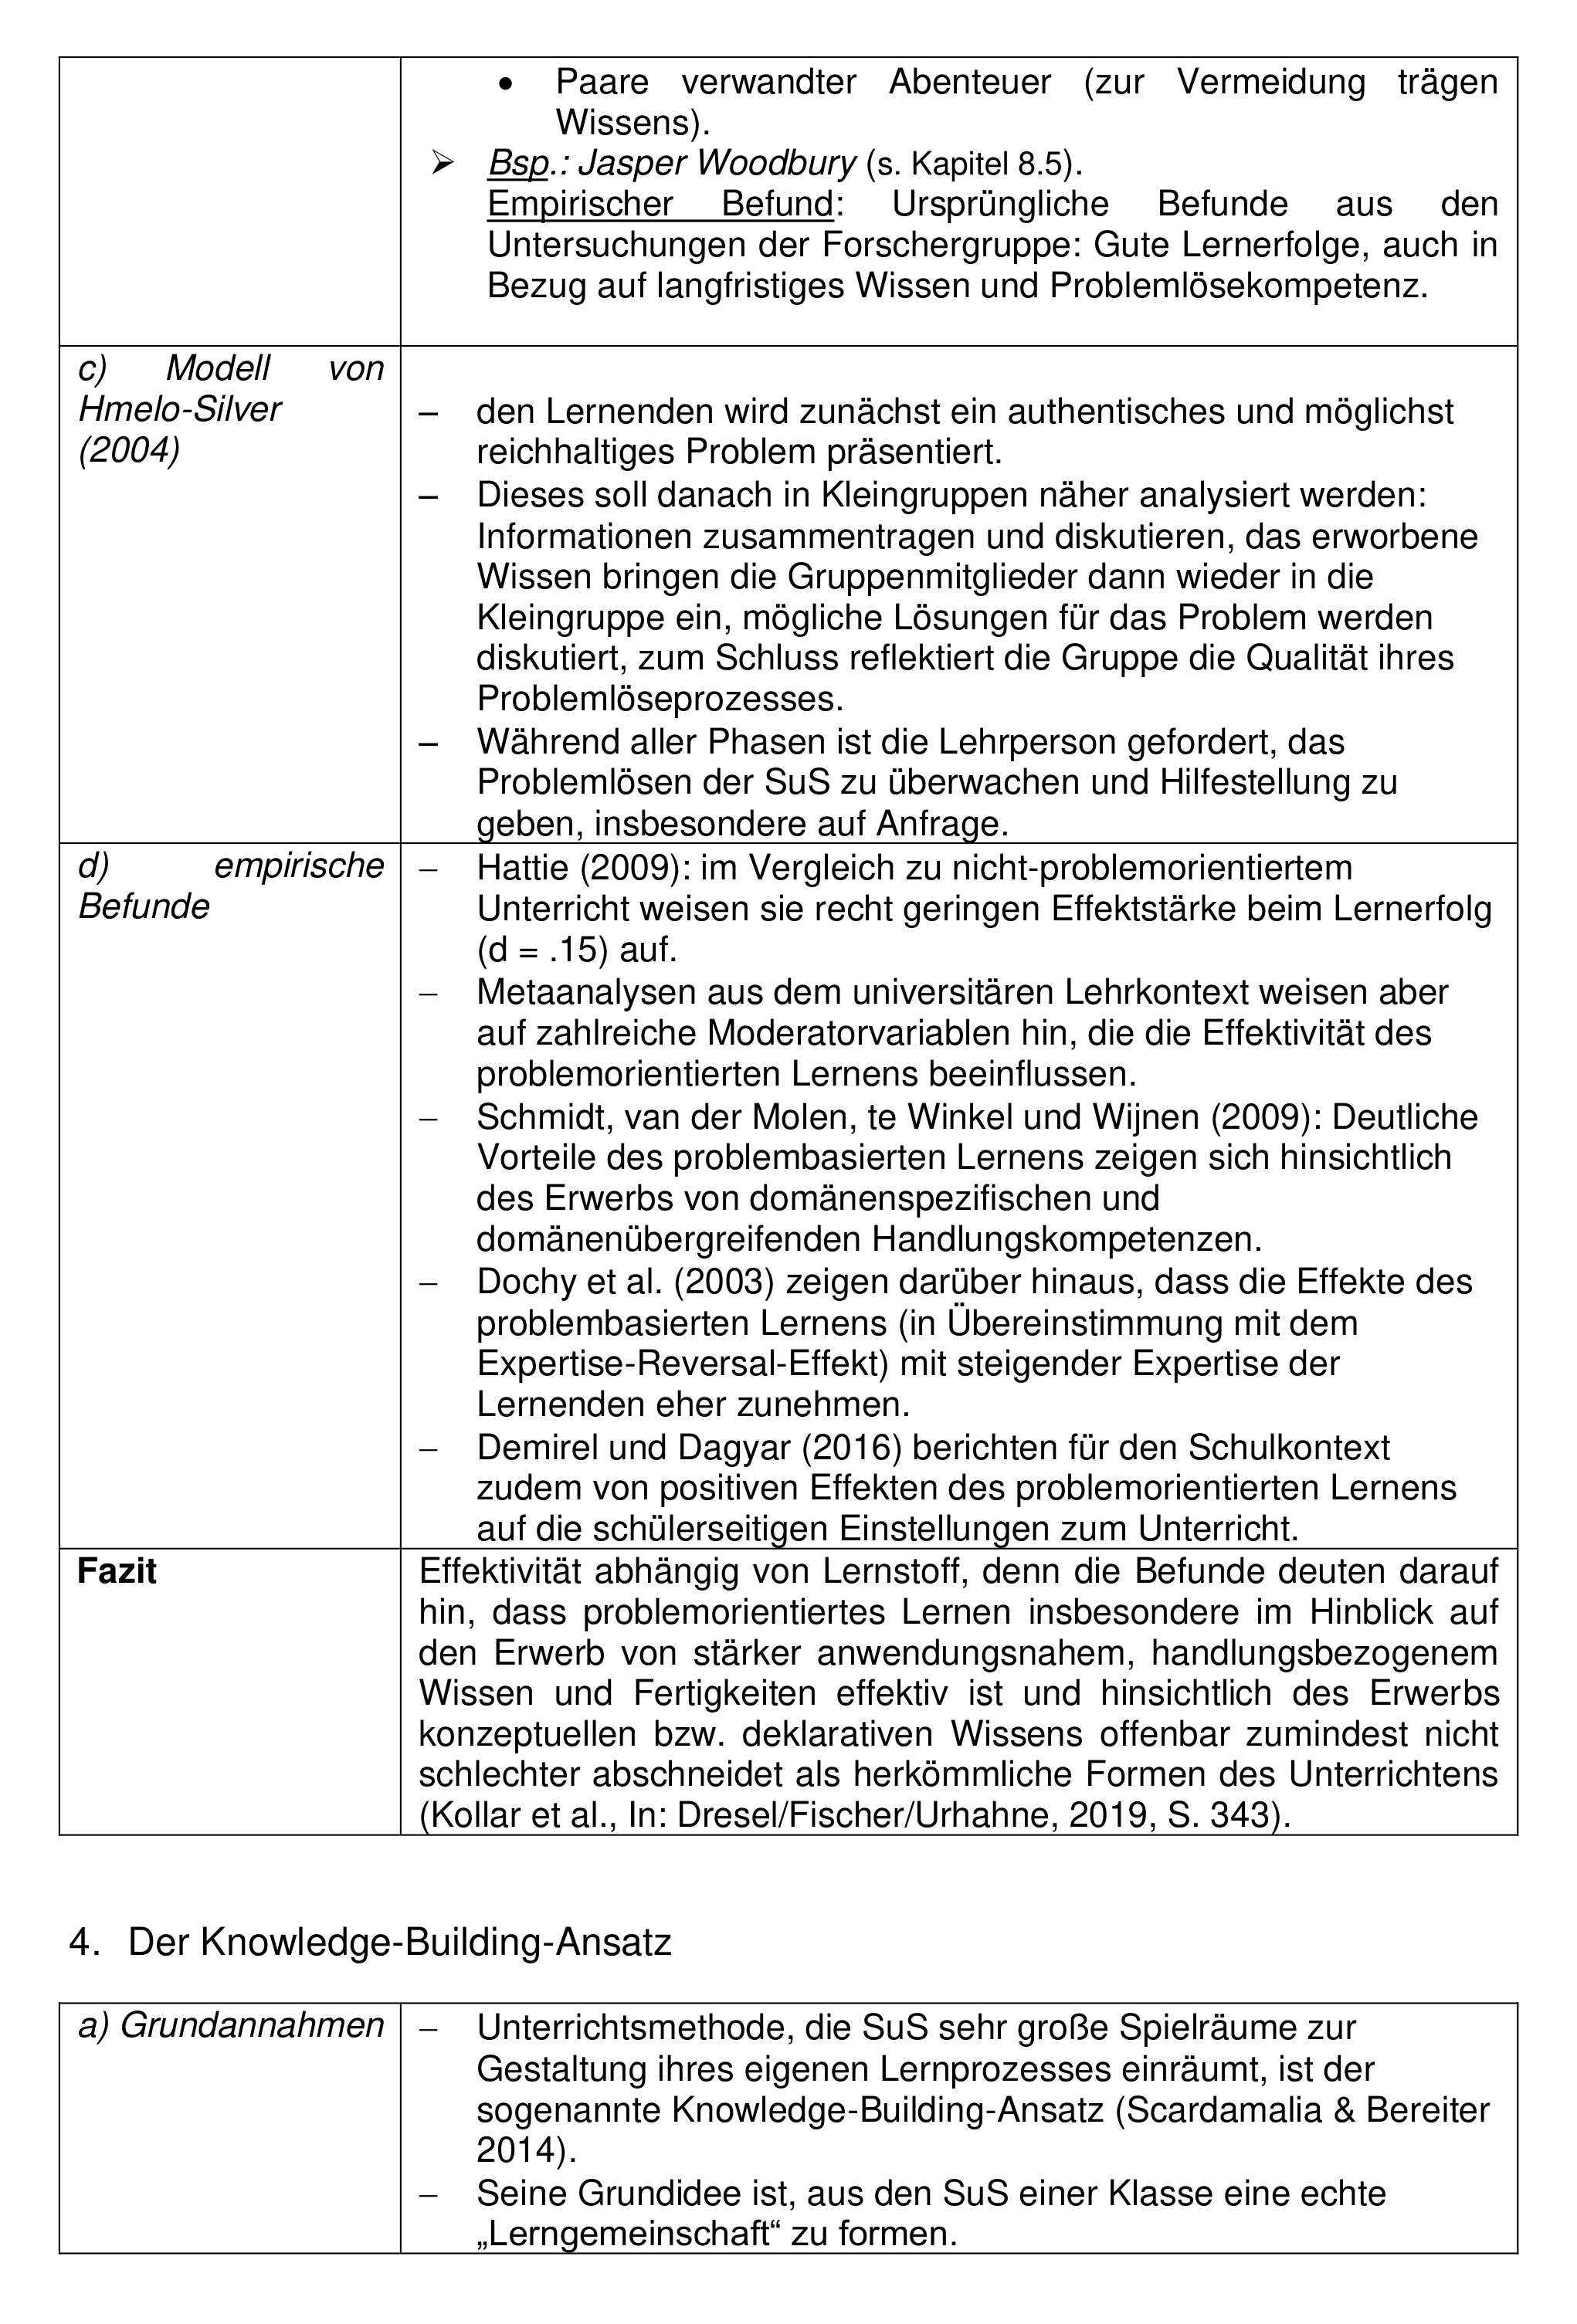 • Paare verwandter Abenteuer (zur Vermeidung trägen
Wissens).
➢ Bsp.: Jasper Woodbury (s. Kapitel 8.5).
Empirischer Befund: Ursprüngliche Befunde aus den
Untersuchungen der Forschergruppe: Gute Lernerfolge, auch in
Bezug auf langfristiges Wissen und Problemlösekompetenz.
c) Modell von
Hmelo-Silver
(2004)
– den Lernenden wird zunächst ein authentisches und möglichst
reichhaltiges Problem präsentiert.
– Dieses soll danach in Kleingruppen näher analysiert werden:
Informationen zusammentragen und diskutieren, das erworbene
Wissen bringen die Gruppenmitglieder dann wieder in die
Kleingruppe ein, mögliche Lösungen für das Problem werden
diskutiert, zum Schluss reflektiert die Gruppe die Qualität ihres
Problemlöseprozesses.
– Während aller Phasen ist die Lehrperson gefordert, das
Problemlösen der SuS zu überwachen und Hilfestellung zu
geben, insbesondere auf Anfrage.
d) empirische
Befunde
– Hattie (2009): im Vergleich zu nicht-problemorientiertem
Unterricht weisen sie recht geringen Effektstärke beim Lernerfolg
(d = .15) auf.
– Metaanalysen aus dem universitären Lehrkontext weisen aber
auf zahlreiche Moderatorvariablen hin, die die Effektivität des
problemorientierten Lernens beeinflussen.
– Schmidt, van der Molen, te Winkel und Wijnen (2009): Deutliche
Vorteile des problembasierten Lernens zeigen sich hinsichtlich
des Erwerbs von domänenspezifischen und
domänenübergreifenden Handlungskompetenzen.
– Dochy et al. (2003) zeigen darüber hinaus, dass die Effekte des
problembasierten Lernens (in Übereinstimmung mit dem
Expertise-Reversal-Effekt) mit steigender Expertise der
Lernenden eher zunehmen.
– Demirel und Dagyar (2016) berichten für den Schulkontext
zudem von positiven Effekten des problemorientierten Lernens
auf die schülerseitigen Einstellungen zum Unterricht.
Fazit
Effektivität abhängig von Lernstoff, denn die Befunde deuten darauf
hin, dass problemorientiertes Lernen insbesondere im Hinblick auf
den Erwerb von stärker anwendungsnahem, handlungsbezogenem
Wissen und Fertigkeiten effektiv ist und hinsichtlich des Erwerbs
konzeptuellen bzw. deklarativen Wissens offenbar zumindest nicht
schlechter abschneidet als herkömmliche Formen des Unterrichtens
(Kollar et al., In: Dresel/Fischer/Urhahne, 2019, S. 343).
4. Der Knowledge-Building-Ansatz
a) Grundannahmen
– Unterrichtsmethode, die SuS sehr große Spielräume zur
Gestaltung ihres eigenen Lernprozesses einräumt, ist der
sogenannte Knowledge-Building-Ansatz (Scardamalia & Bereiter
2014).
– Seine Grundidee ist, aus den SuS einer Klasse eine echte
„Lerngemeinschaft“ zu formen.